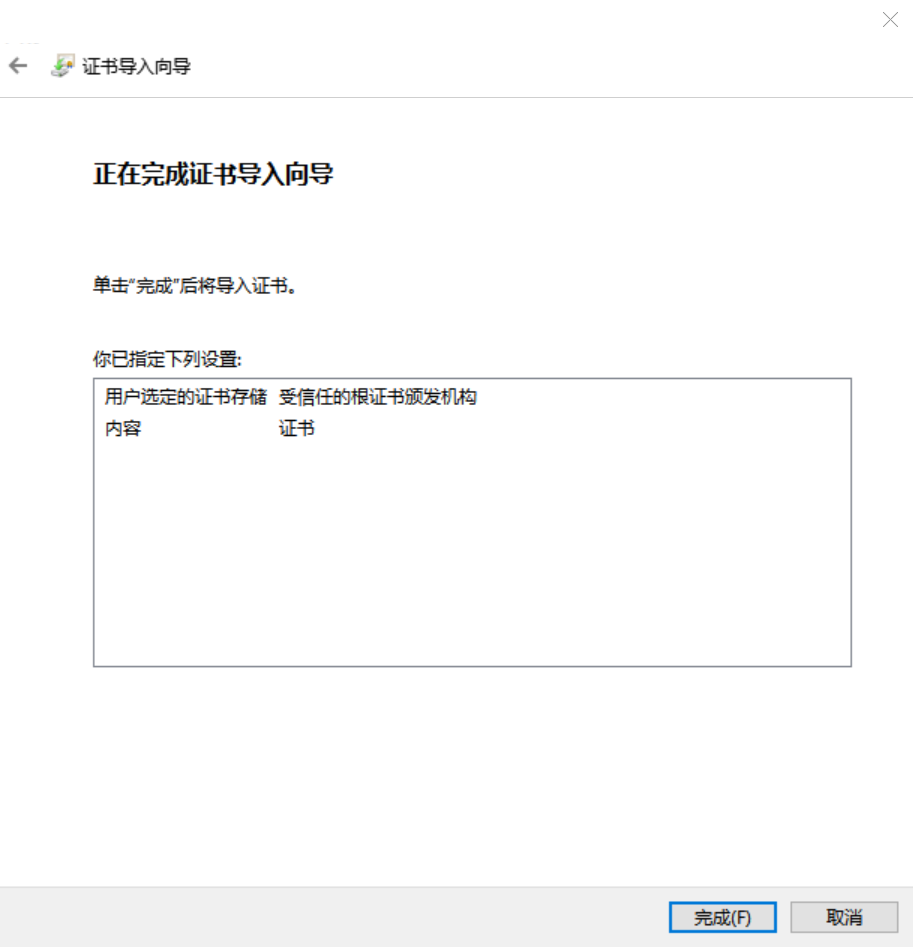 证书导入向导
正在完成证书导入向导
单击“完成”后将导入证书。
你已指定下列设置:
用户选定的证书存储 受信任的根证书颁发机构
内容 证书
完成(F) 取消